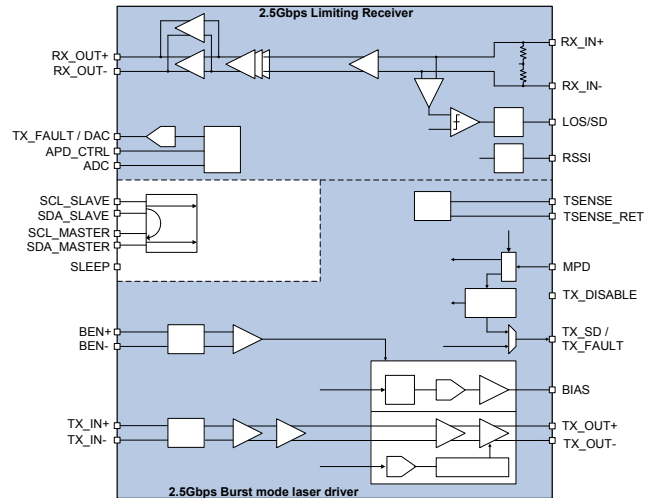 2.5Gbps Limiting Receiver
RX_OUT+
RX_OUT-
TX_FAULT / DAC
APD_CTRL
ADC
SCL_SLAVE
SDA_SLAVE
SCL_MASTER
SDA_MASTER
SLEEP
BEN+
BEN-
TX_IN+
TX_IN-
RX_IN+
RX_IN-
LOS/SD
RSSI
TSENSE
TSENSE_RET
MPD
TX_DISABLE
TX_SD /
TX_FAULT
BIAS
TX_OUT+
TX_OUT-
2.5Gbps Burst mode laser driver